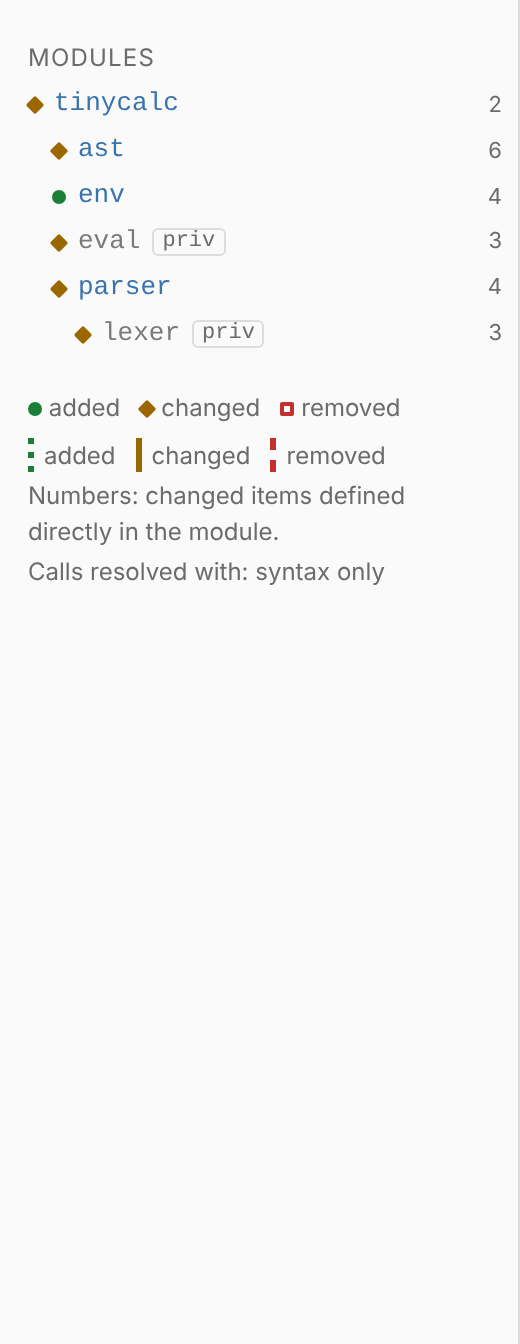 MODULES
tinycalc 2
ast 6
env 4
eval priv 3
parser 4
lexer priv 3
added changed removed
added changed removed
Numbers: changed items defined
directly in the module.
Calls resolved with: syntax only